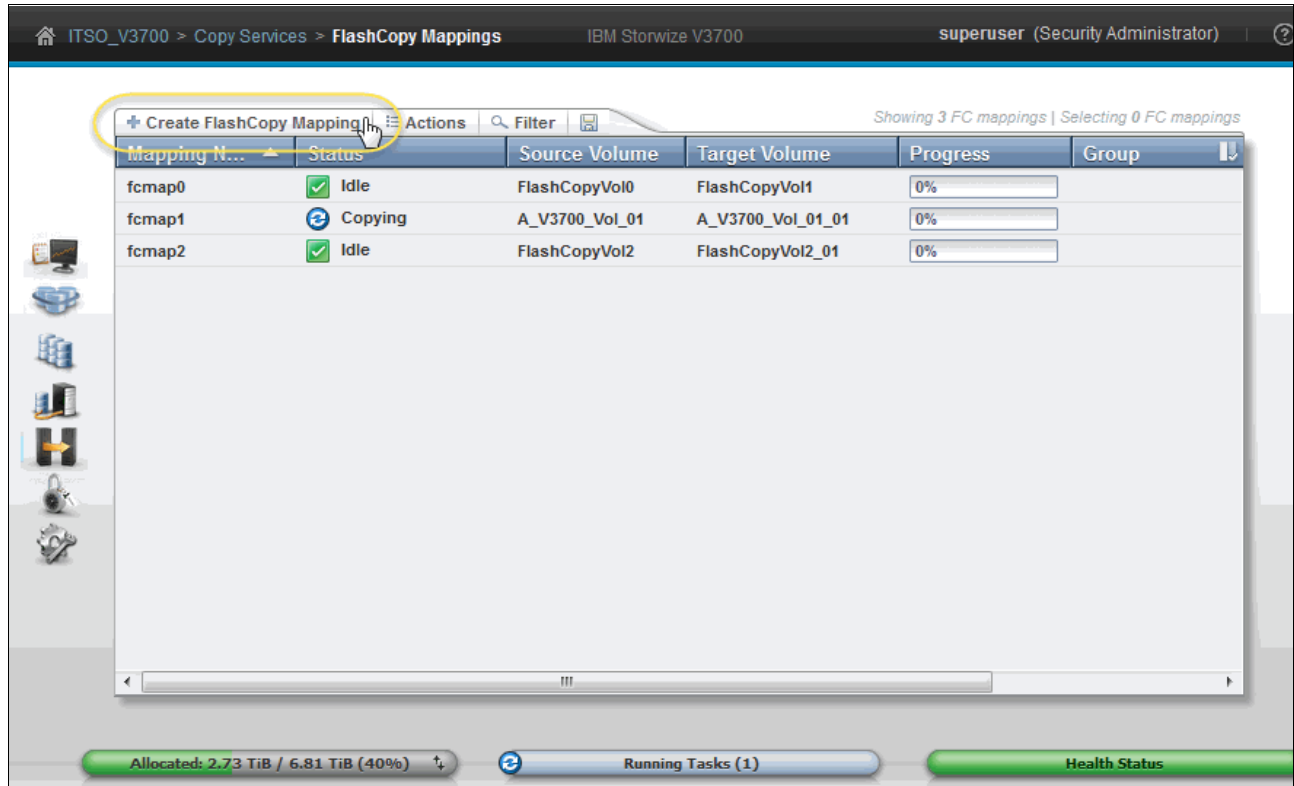 ITSO_V3700 > Copy Services > FlashCopy Mappings IBM Storwize V3700 superuser (Security Administrator) ?
Create FlashCopy Mapping Actions Filter Showing 3 FC mappings | Selecting 0 FC mappings
Mapping N... Status Source Volume Target Volume Progress Group
fcmap0 Idle FlashCopyVol0 FlashCopyVol1 0%
fcmap1 Copying A_V3700_Vol_01 A_V3700_Vol_01_01 0%
fcmap2 Idle FlashCopyVol2 FlashCopyVol2_01 0%
Allocated: 2.73 TiB / 6.81 TiB (40%) Running Tasks (1) Health Status